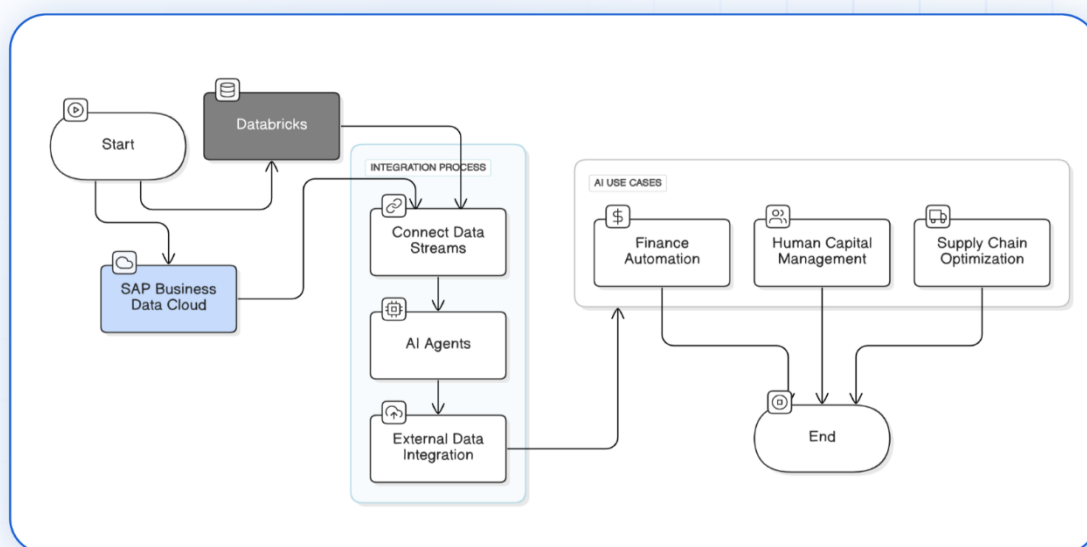 Start
Databricks
SAP Business
Data Cloud
INTEGRATION PROCESS
Connect Data
Streams
AI Agents
External Data
Integration
AI USE CASES
Finance
Automation
Human Capital
Management
Supply Chain
Optimization
End